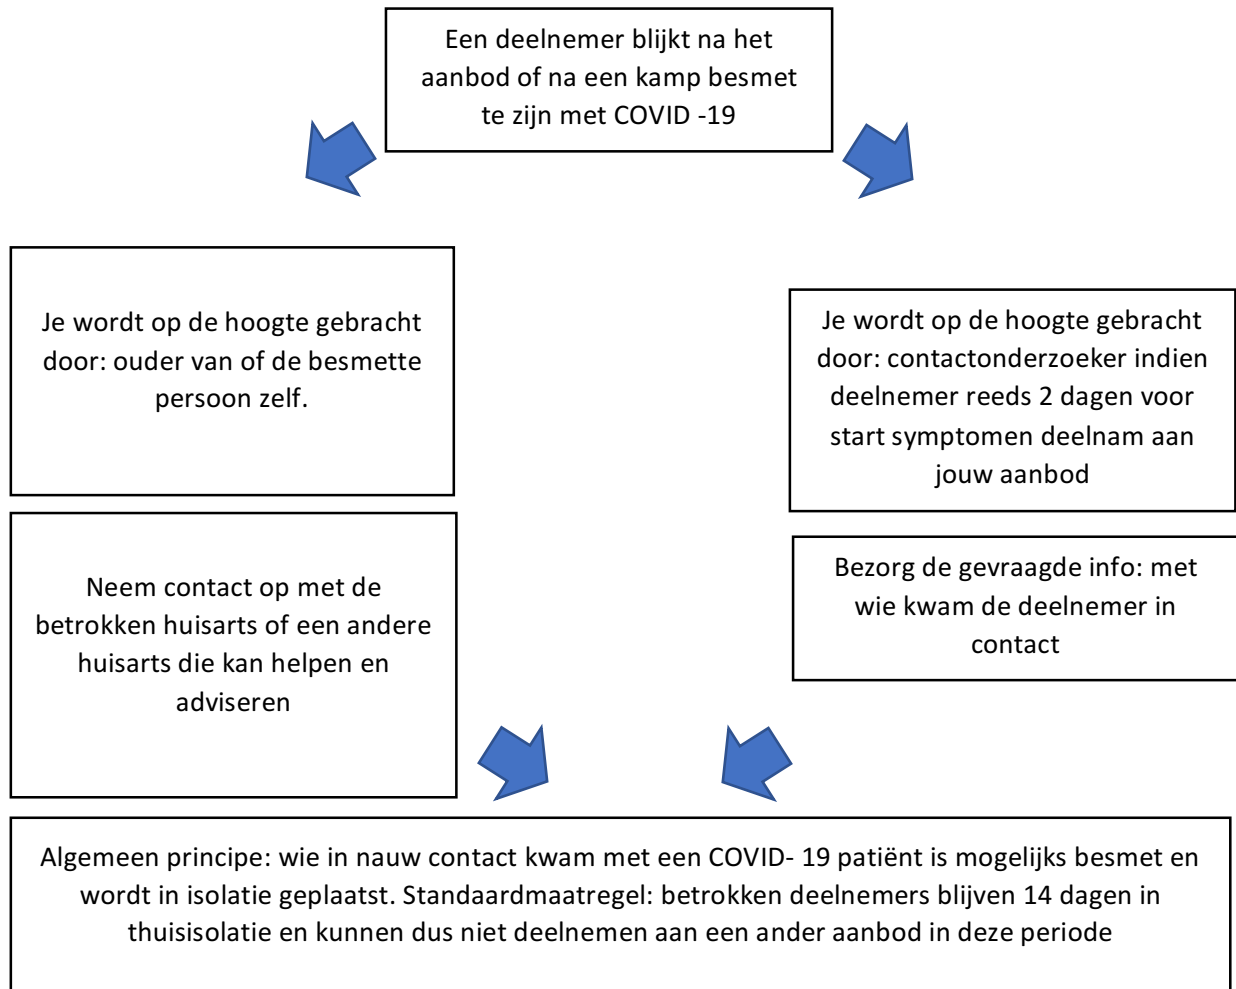 Een deelnemer blijkt na het
aanbod of na een kamp besmet
te zijn met COVID -19
Je wordt op de hoogte gebracht
door: ouder van of de besmette
persoon zelf.
Neem contact op met de
betrokken huisarts of een andere
huisarts die kan helpen en
adviseren
Je wordt op de hoogte gebracht
door: contactonderzoeker indien
deelnemer reeds 2 dagen voor
start symptomen deelnam aan
jouw aanbod
Bezorg de gevraagde info: met
wie kwam de deelnemer in
contact
Algemeen principe: wie in nauw contact kwam met een COVID- 19 patiënt is mogelijks besmet en
wordt in isolatie geplaatst. Standaardmaatregel: betrokken deelnemers blijven 14 dagen in
thuisisolatie en kunnen dus niet deelnemen aan een ander aanbod in deze periode